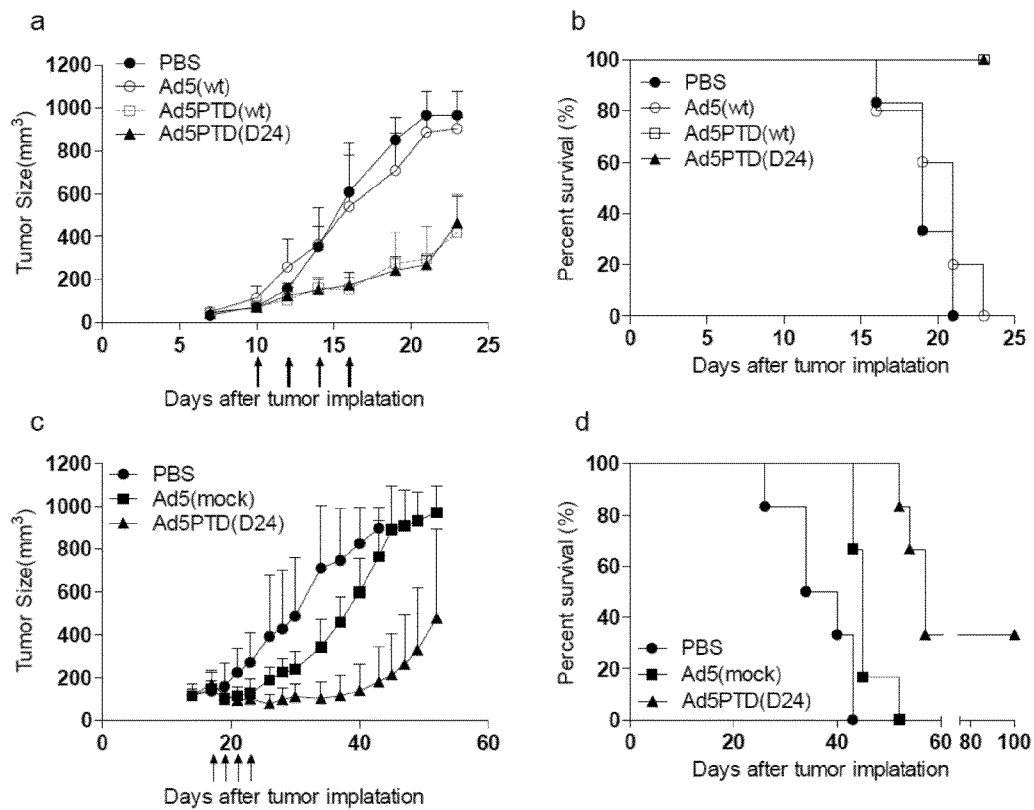 a
PBS
Ad5(wt)
Ad5PTD(wt)
Ad5PTD(D24)
Tumor Size(mm³)
1200
1000
800
600
400
200
0
0 5 10 15 20 25
Days after tumor implatation
b
PBS
Ad5(wt)
Ad5PTD(wt)
Ad5PTD(D24)
Percent survival (%)
100
80
60
40
20
0
0 5 10 15 20 25
Days after tumor implatation
c
PBS
Ad5(mock)
Ad5PTD(D24)
Tumor Size(mm³)
1200
1000
800
600
400
200
0
0 20 40 60
Days after tumor implatation
d
PBS
Ad5(mock)
Ad5PTD(D24)
Percent survival (%)
100
80
60
40
20
0
0 20 40 60 80 100
Days after tumor implatation